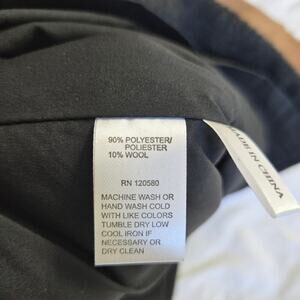 90% POLYESTER/
POLIESTER
10% WOOL
RN 120580
MACHINE WASH OR
HAND WASH COLD
WITH LIKE COLORS
TUMBLE DRY LOW
COOL IRON IF
NECESSARY OR
DRY CLEAN
MADE IN CHINA